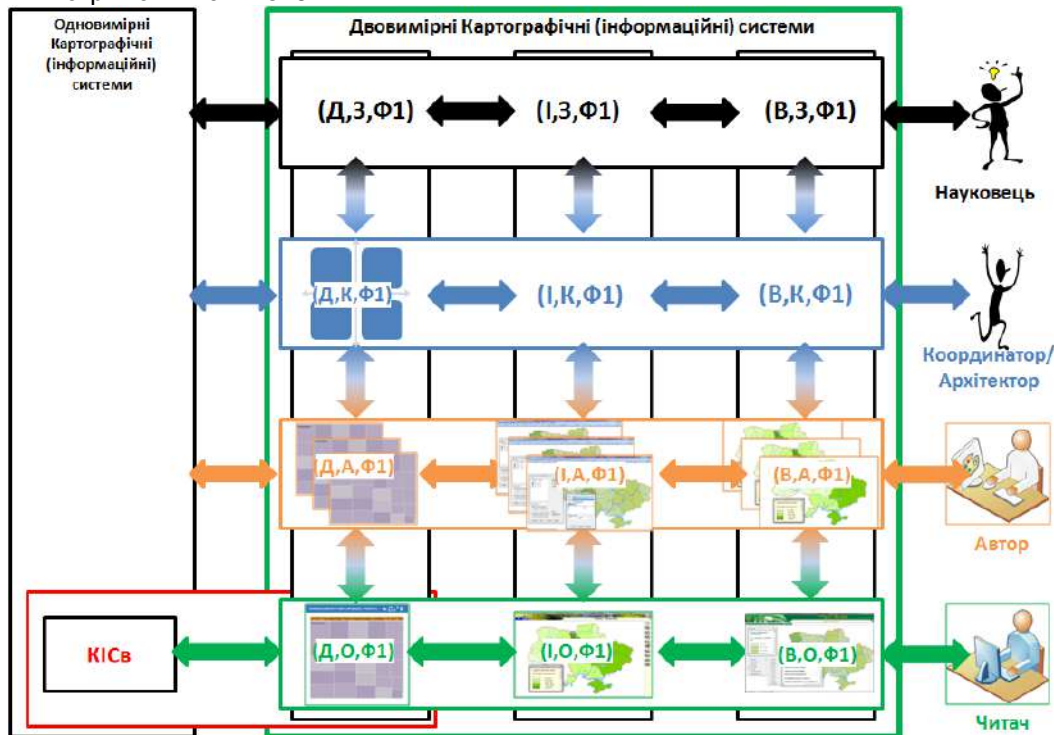 Одновимірні
Картографічні
(інформаційні)
системи
Двовимірні Картографічні (інформаційні) системи
(Д,З,Ф1)
(І,З,Ф1)
(В,З,Ф1)
Науковець
(Д,К,Ф1)
(І,К,Ф1)
(В,К,Ф1)
Координатор/
Архітектор
(Д,А,Ф1)
(І,А,Ф1)
(В,А,Ф1)
Автор
КІСв
(Д,О,Ф1)
(І,О,Ф1)
(В,О,Ф1)
Читач